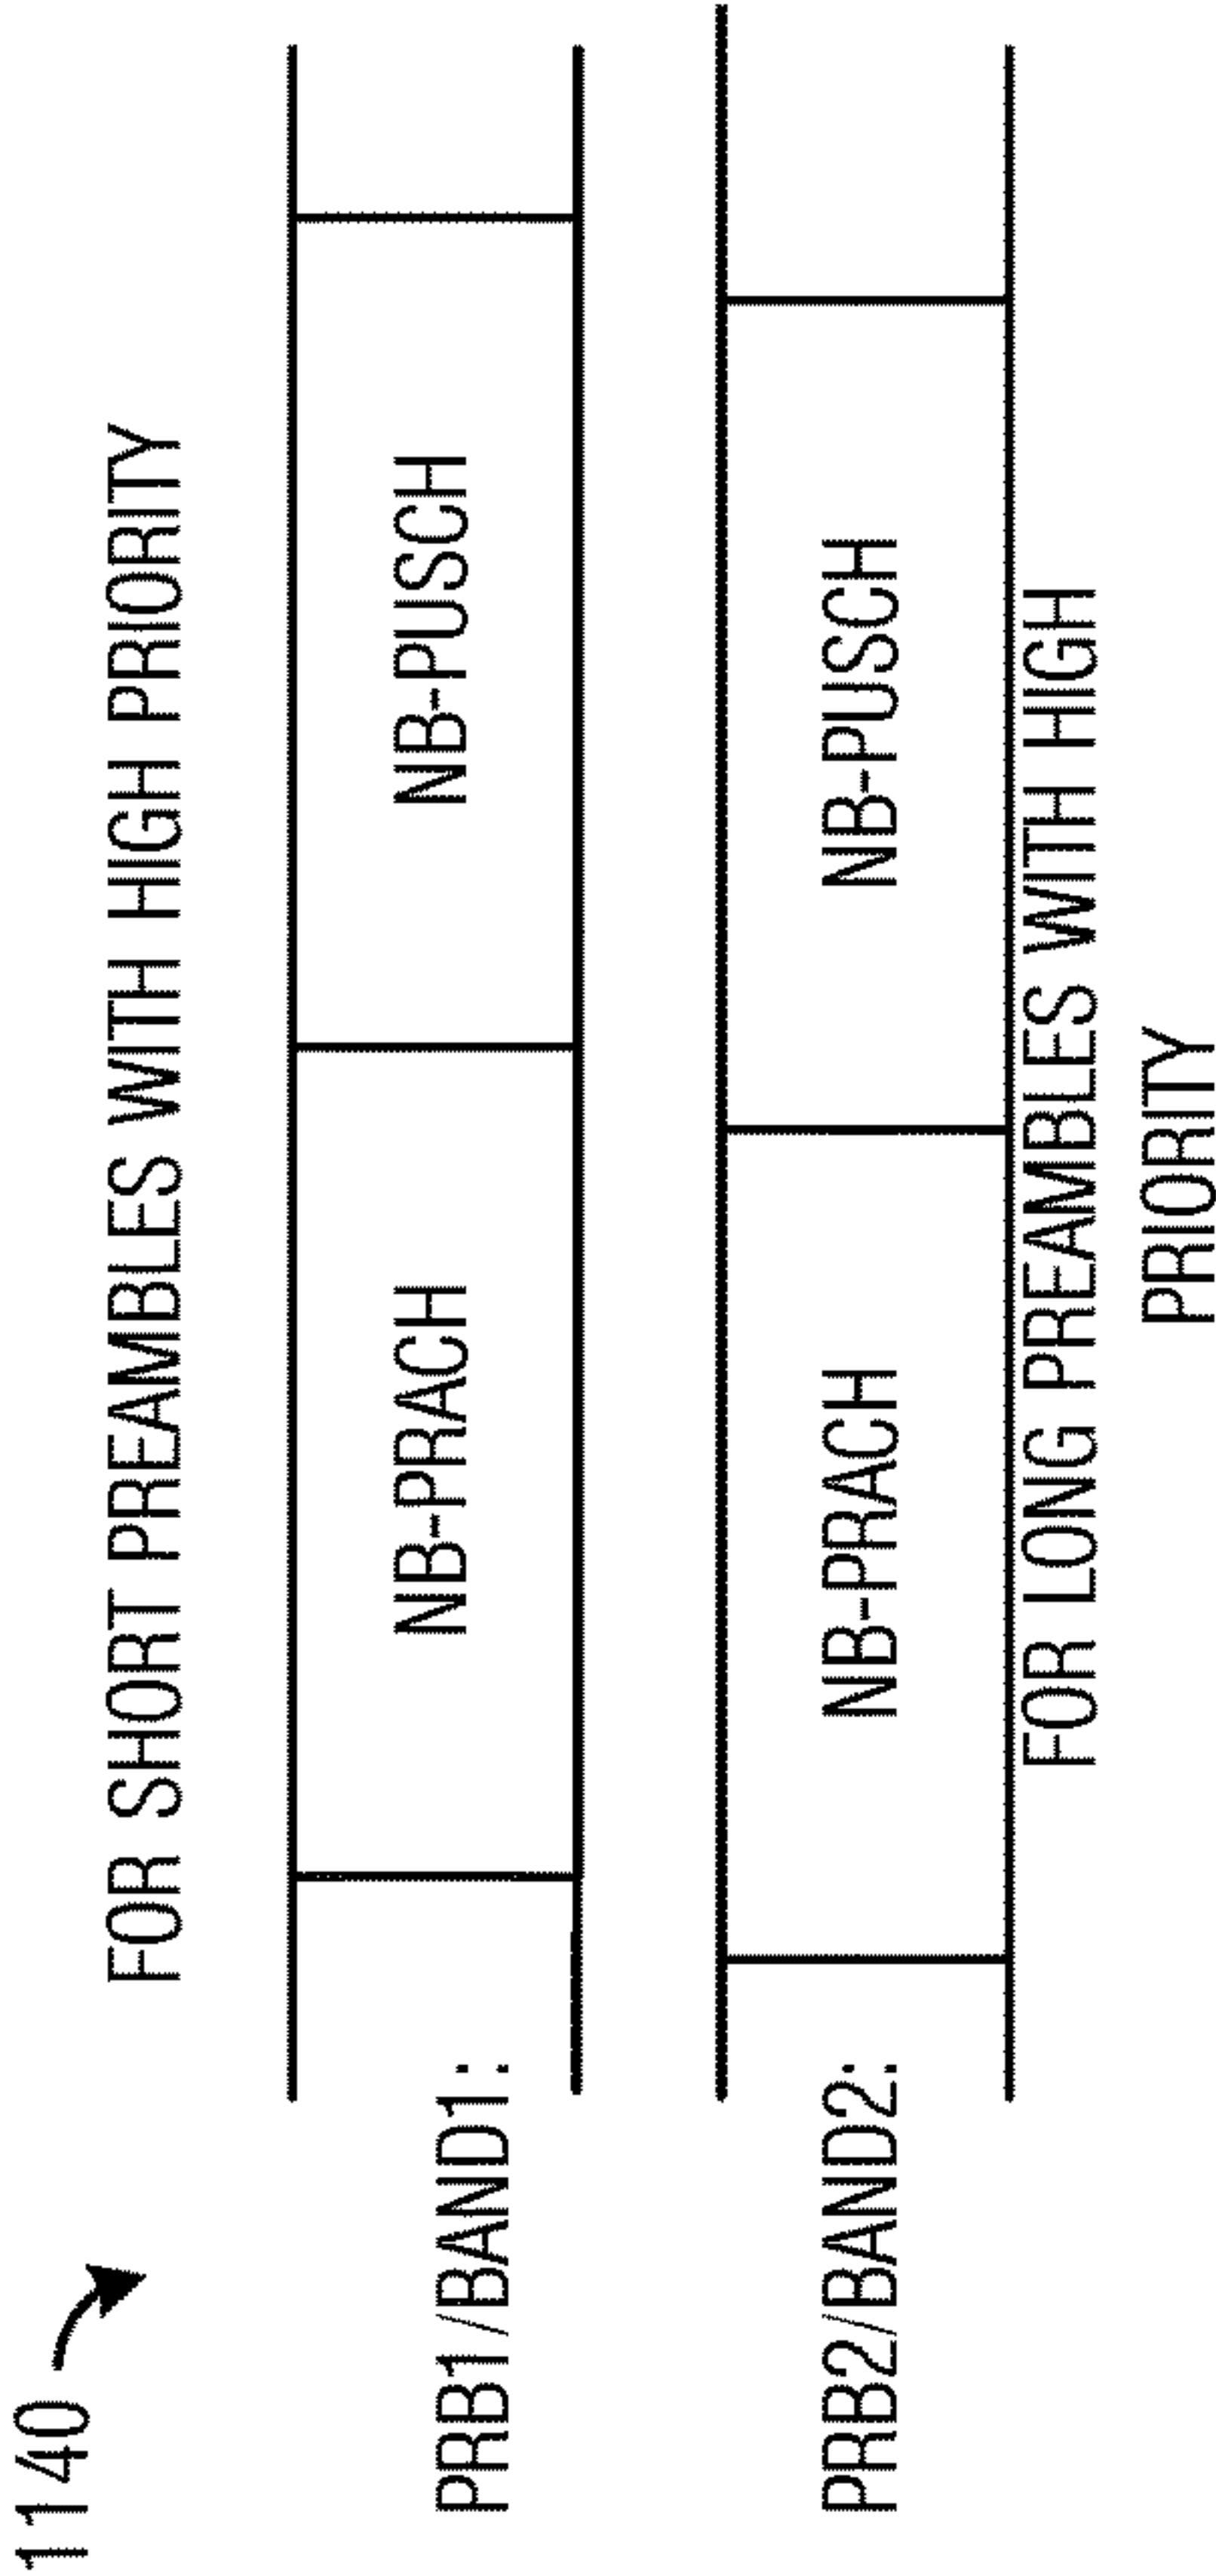 1140
FOR SHORT PREAMBLES WITH HIGH PRIORITY
PRB1/BAND1:
NB-PRACH
NB-PUSCH
PRB2/BAND2:
NB-PRACH
NB-PUSCH
FOR LONG PREAMBLES WITH HIGH
PRIORITY